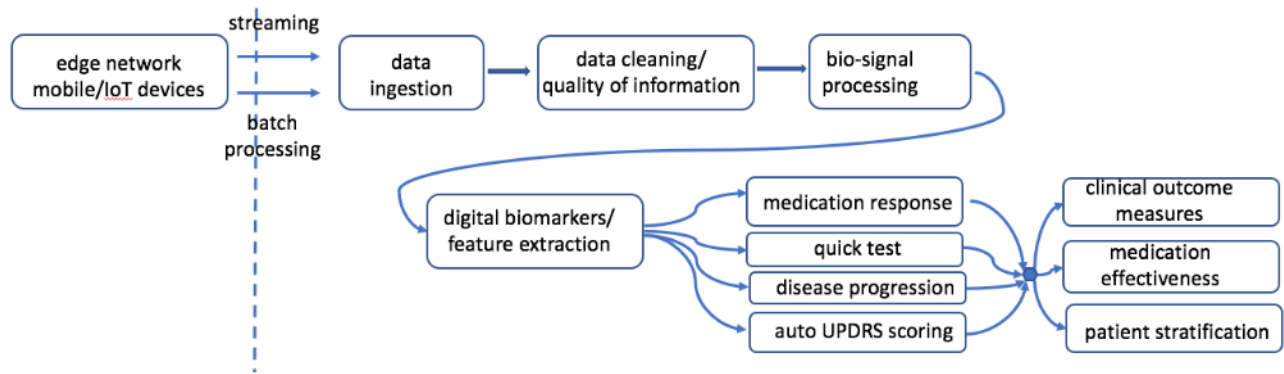 streaming
edge network
mobile/IoT devices
batch
processing
data
ingestion
data cleaning/
quality of information
bio-signal
processing
digital biomarkers/
feature extraction
medication response
quick test
disease progression
auto UPDRS scoring
clinical outcome
measures
medication
effectiveness
patient stratification